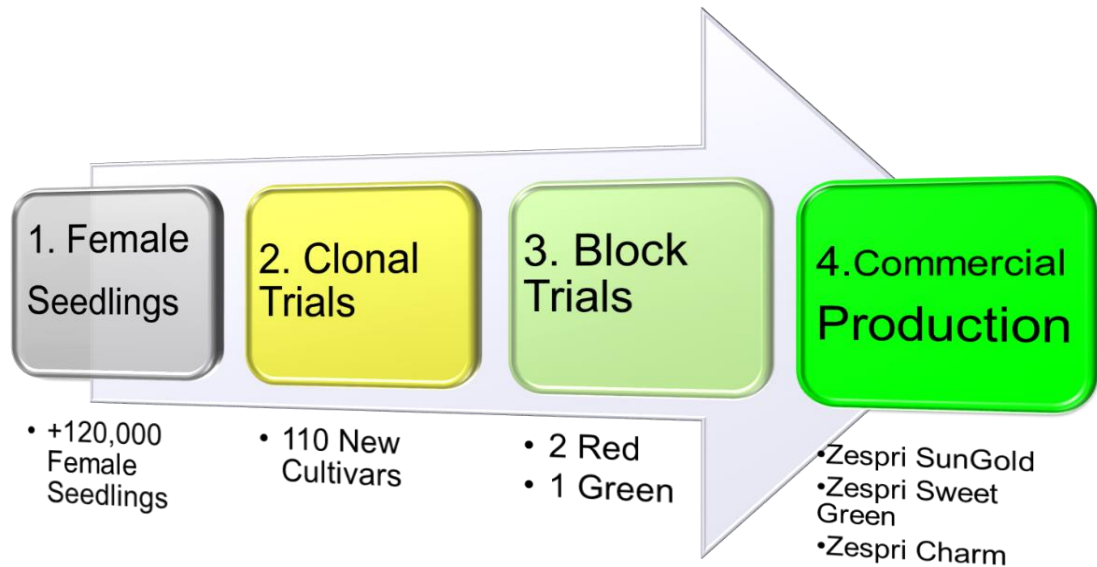 1. Female
Seedlings
• +120,000
Female
Seedlings
2. Clonal
Trials
• 110 New
Cultivars
3. Block
Trials
• 2 Red
• 1 Green
4.Commercial
Production
•Zespri SunGold
•Zespri Sweet
Green
•Zespri Charm